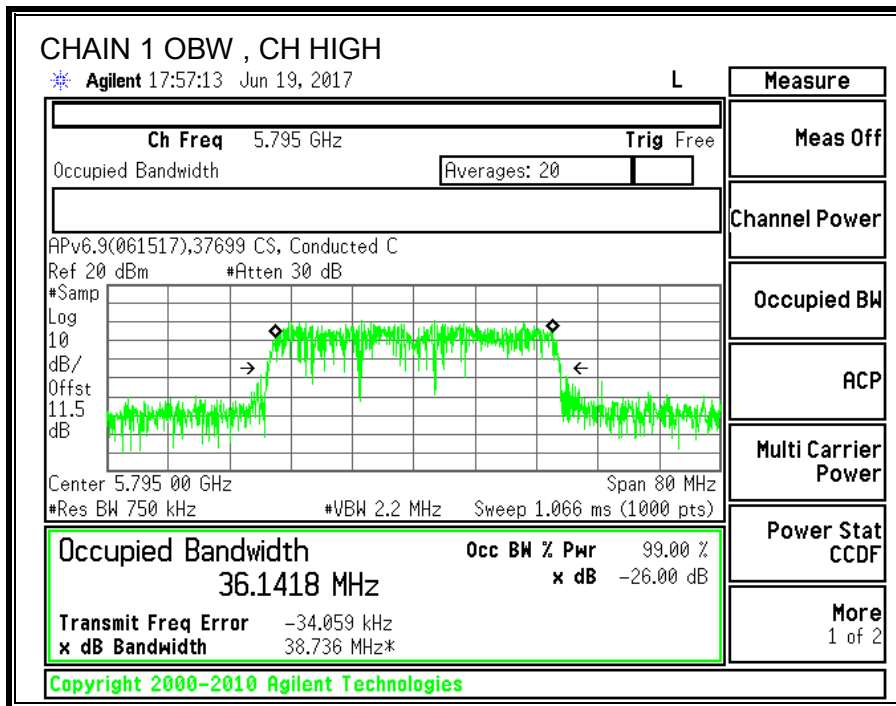 CHAIN 1 OBW , CH HIGH
Agilent 17:57:13 Jun 19, 2017 L
Measure
Ch Freq 5.795 GHz Trig Free
Occupied Bandwidth Averages: 20
APv6.9(061517),37699 CS, Conducted C
Ref 20 dBm #Atten 30 dB
#Samp
Log
10
dB/
Offst
11.5
dB
Center 5.795 00 GHz Span 80 MHz
#Res BW 750 kHz #VBW 2.2 MHz Sweep 1.066 ms (1000 pts)
Occupied Bandwidth Occ BW % Pwr 99.00 %
36.1418 MHz x dB -26.00 dB
Transmit Freq Error -34.059 kHz
x dB Bandwidth 38.736 MHz*
Meas Off
Channel Power
Occupied BW
ACP
Multi Carrier
Power
Power Stat
CCDF
More
1 of 2
Copyright 2000-2010 Agilent Technologies